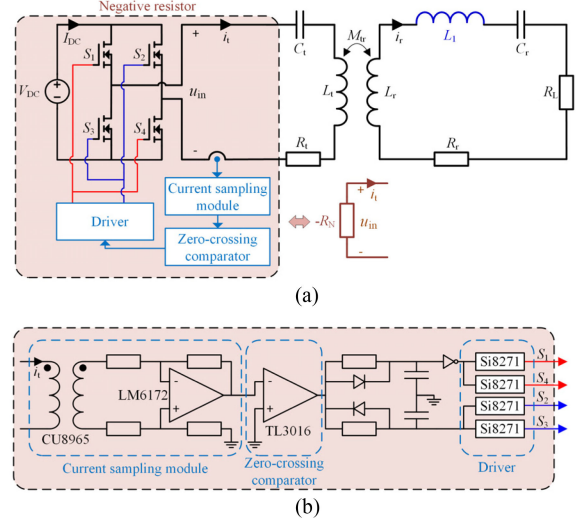 Negative resistor
I_DC
S_1
S_2
V_DC
S_3
S_4
+
i_t
u_in
-
C_t
M_tr
L_t
L_r
i_r
L_1
C_r
R_L
R_t
R_r
Driver
Current sampling module
Zero-crossing comparator
-R_N
+
i_t
u_in
-
(a)
i_t
CU8965
LM6172
-
+
Current sampling module
TL3016
-
+
Zero-crossing comparator
Si8271
S_1
Si8271
S_4
Si8271
S_2
Si8271
S_3
Driver
(b)